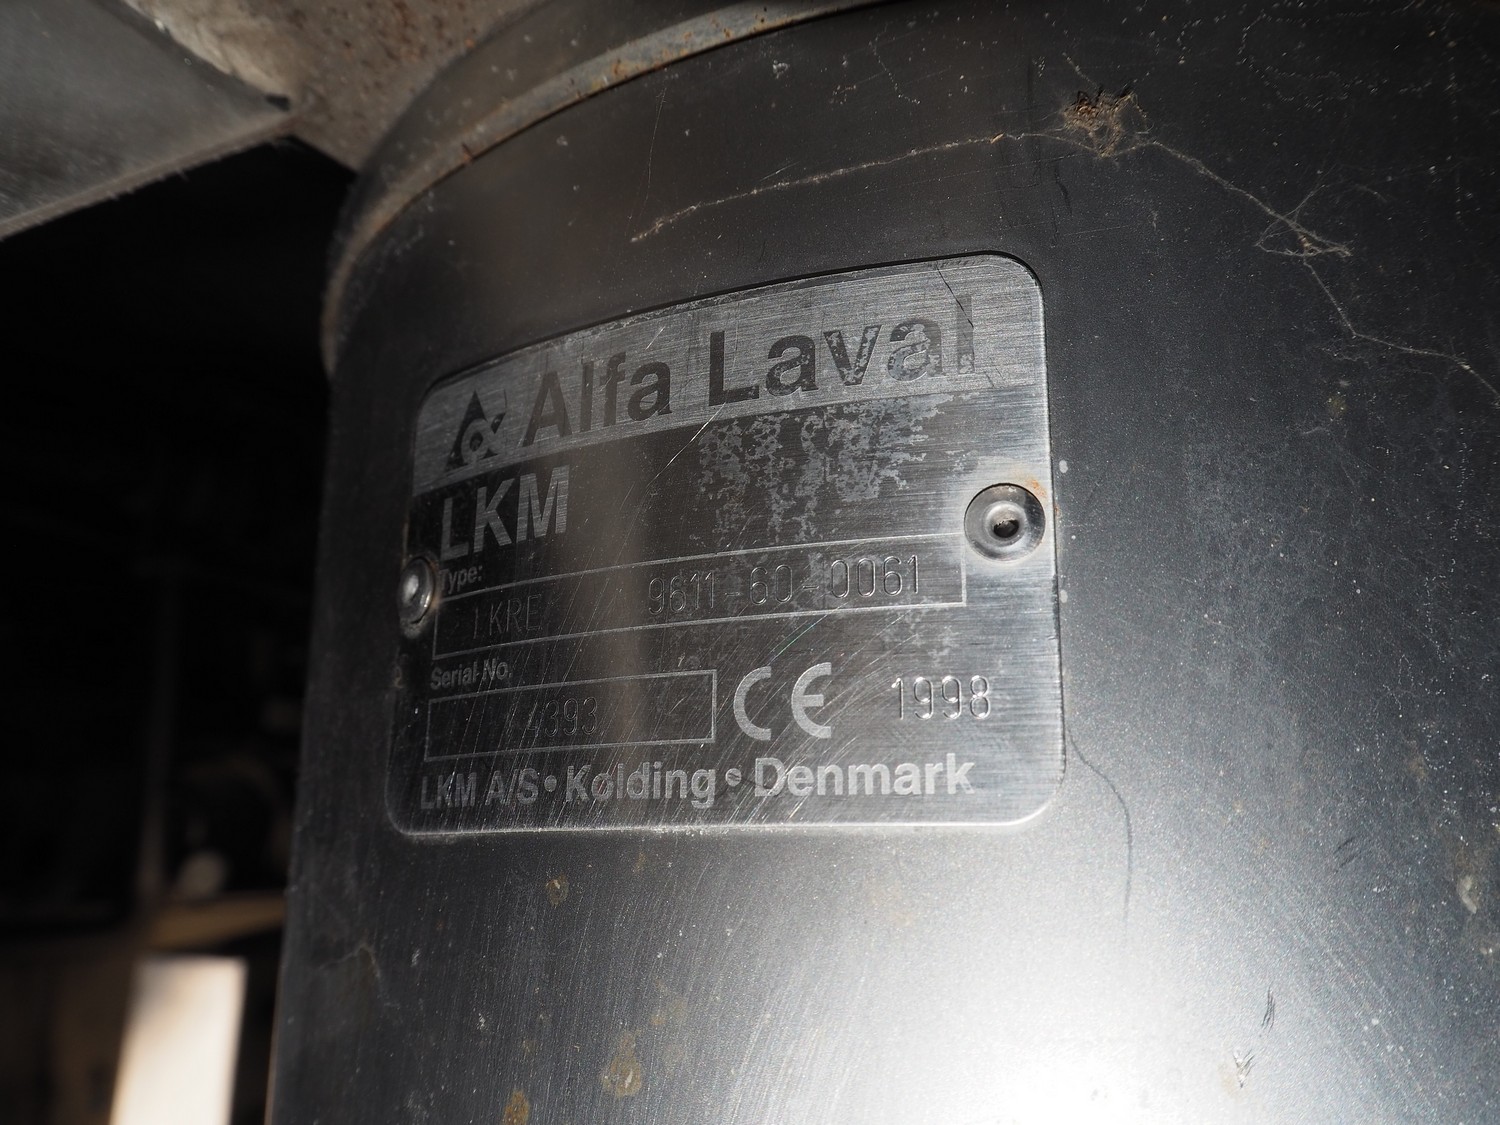 Alfa Laval
LKM
Type:
LKRE 9611-60-0061
Serial-No.
CE 1998
LKM A/S • Kolding • Denmark